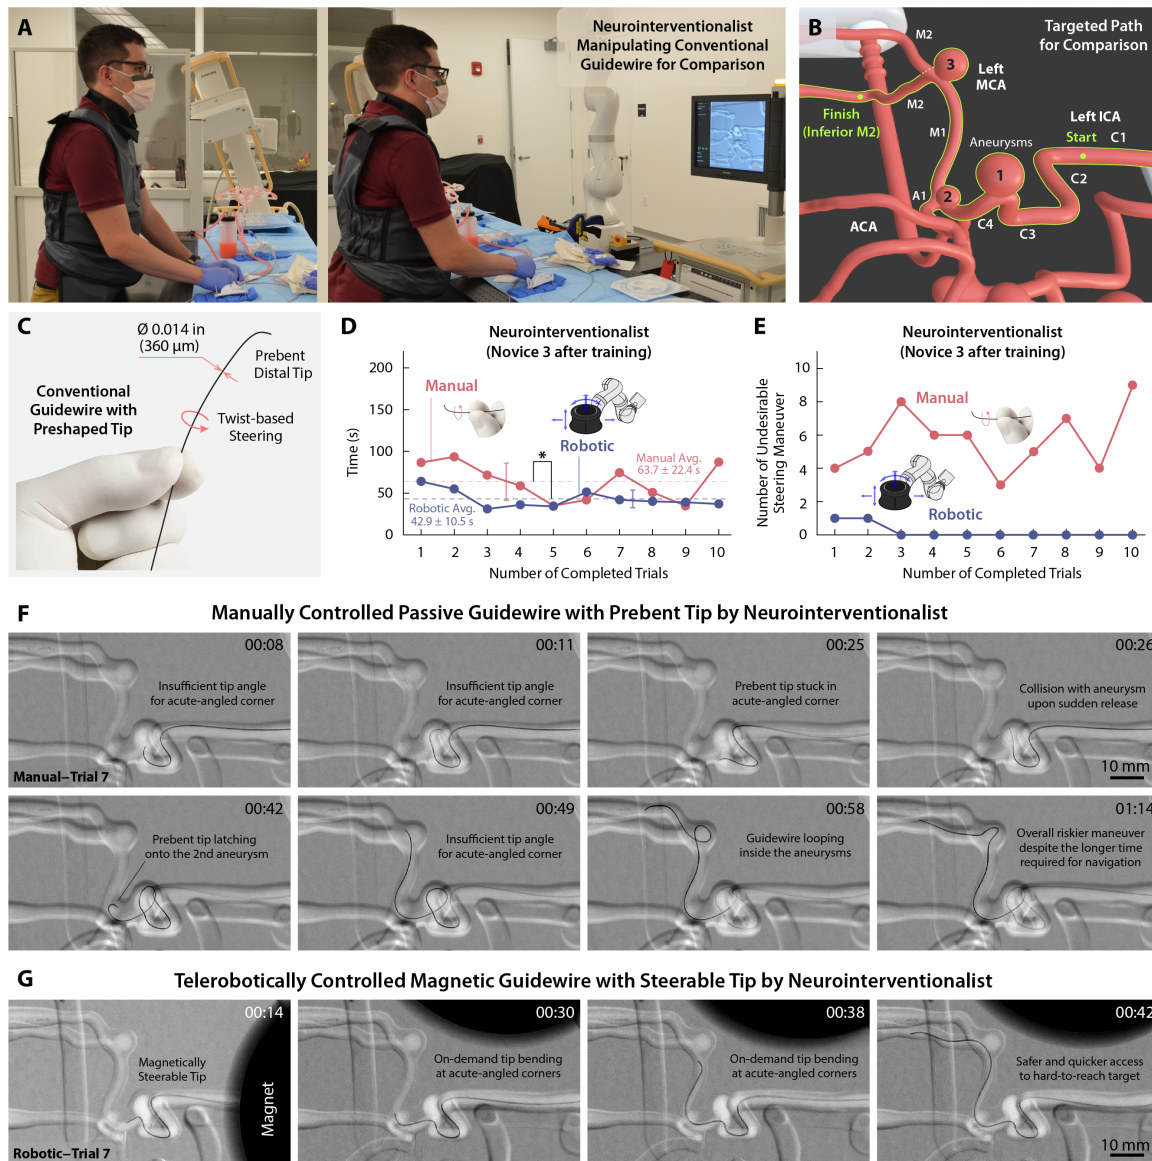 A
Neurointerventionalist
Manipulating Conventional
Guidewire for Comparison
B
Targeted Path
for Comparison
M2
3
Left
MCA
M2
Finish
(Inferior M2)
M1
Left ICA
Start
C1
Aneurysms
1
C2
A1
2
C4
C3
ACA
C
Ø 0.014 in
(360 μm)
Prebent
Distal Tip
Conventional
Guidewire with
Preshaped Tip
Twist-based
Steering
D
Neurointerventionalist
(Novice 3 after training)
200
150
100
50
0
Time (s)
Manual
Robotic
*
Manual Avg.
63.7 ± 22.4 s
Robotic Avg.
42.9 ± 10.5 s
1 2 3 4 5 6 7 8 9 10
Number of Completed Trials
E
Neurointerventionalist
(Novice 3 after training)
10
8
6
4
2
0
Number of Undesirable
Steering Maneuver
Manual
Robotic
1 2 3 4 5 6 7 8 9 10
Number of Completed Trials
F
Manually Controlled Passive Guidewire with Prebent Tip by Neurointerventionalist
00:08
Insufficient tip angle
for acute-angled corner
Manual–Trial 7
00:11
Insufficient tip angle
for acute-angled corner
00:25
Prebent tip stuck in
acute-angled corner
00:26
Collision with aneurysm
upon sudden release
10 mm
00:42
Prebent tip latching
onto the 2nd aneurysm
00:49
Insufficient tip angle
for acute-angled corner
00:58
Guidewire looping
inside the aneurysms
01:14
Overall riskier maneuver
despite the longer time
required for navigation
G
Telerobotically Controlled Magnetic Guidewire with Steerable Tip by Neurointerventionalist
00:14
Magnetically
Steerable Tip
Magnet
Robotic–Trial 7
00:30
On-demand tip bending
at acute-angled corners
00:38
On-demand tip bending
at acute-angled corners
00:42
Safer and quicker access
to hard-to-reach target
10 mm